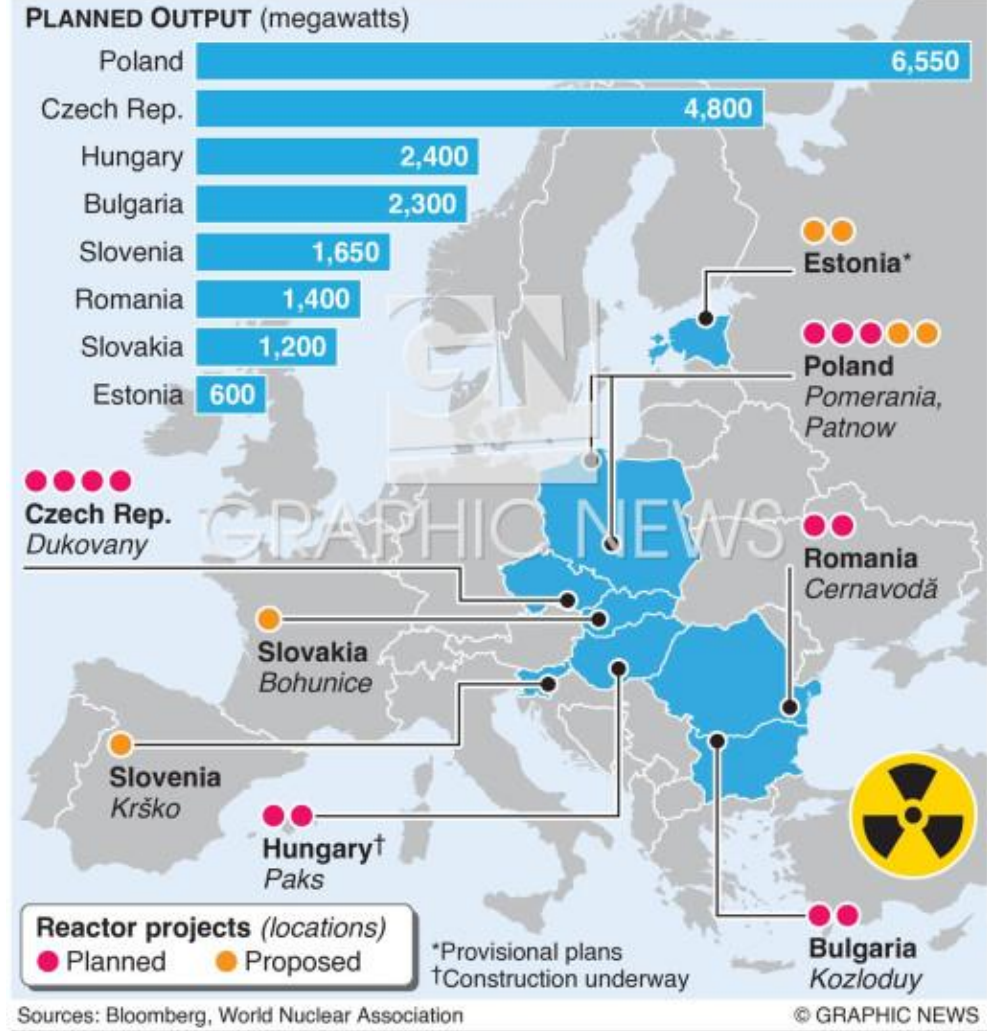 PLANNED OUTPUT (megawatts)
Poland 6,550
Czech Rep. 4,800
Hungary 2,400
Bulgaria 2,300
Slovenia 1,650
Romania 1,400
Slovakia 1,200
Estonia 600
Estonia*
Poland
Pomerania,
Patnow
Czech Rep.
Dukovany
GN
GRAPHIC NEWS
Romania
Cernavodă
Slovakia
Bohunice
Slovenia
Krško
Hungary†
Paks
Bulgaria
Kozloduy
Reactor projects (locations)
Planned Proposed
*Provisional plans
†Construction underway
Sources: Bloomberg, World Nuclear Association
© GRAPHIC NEWS